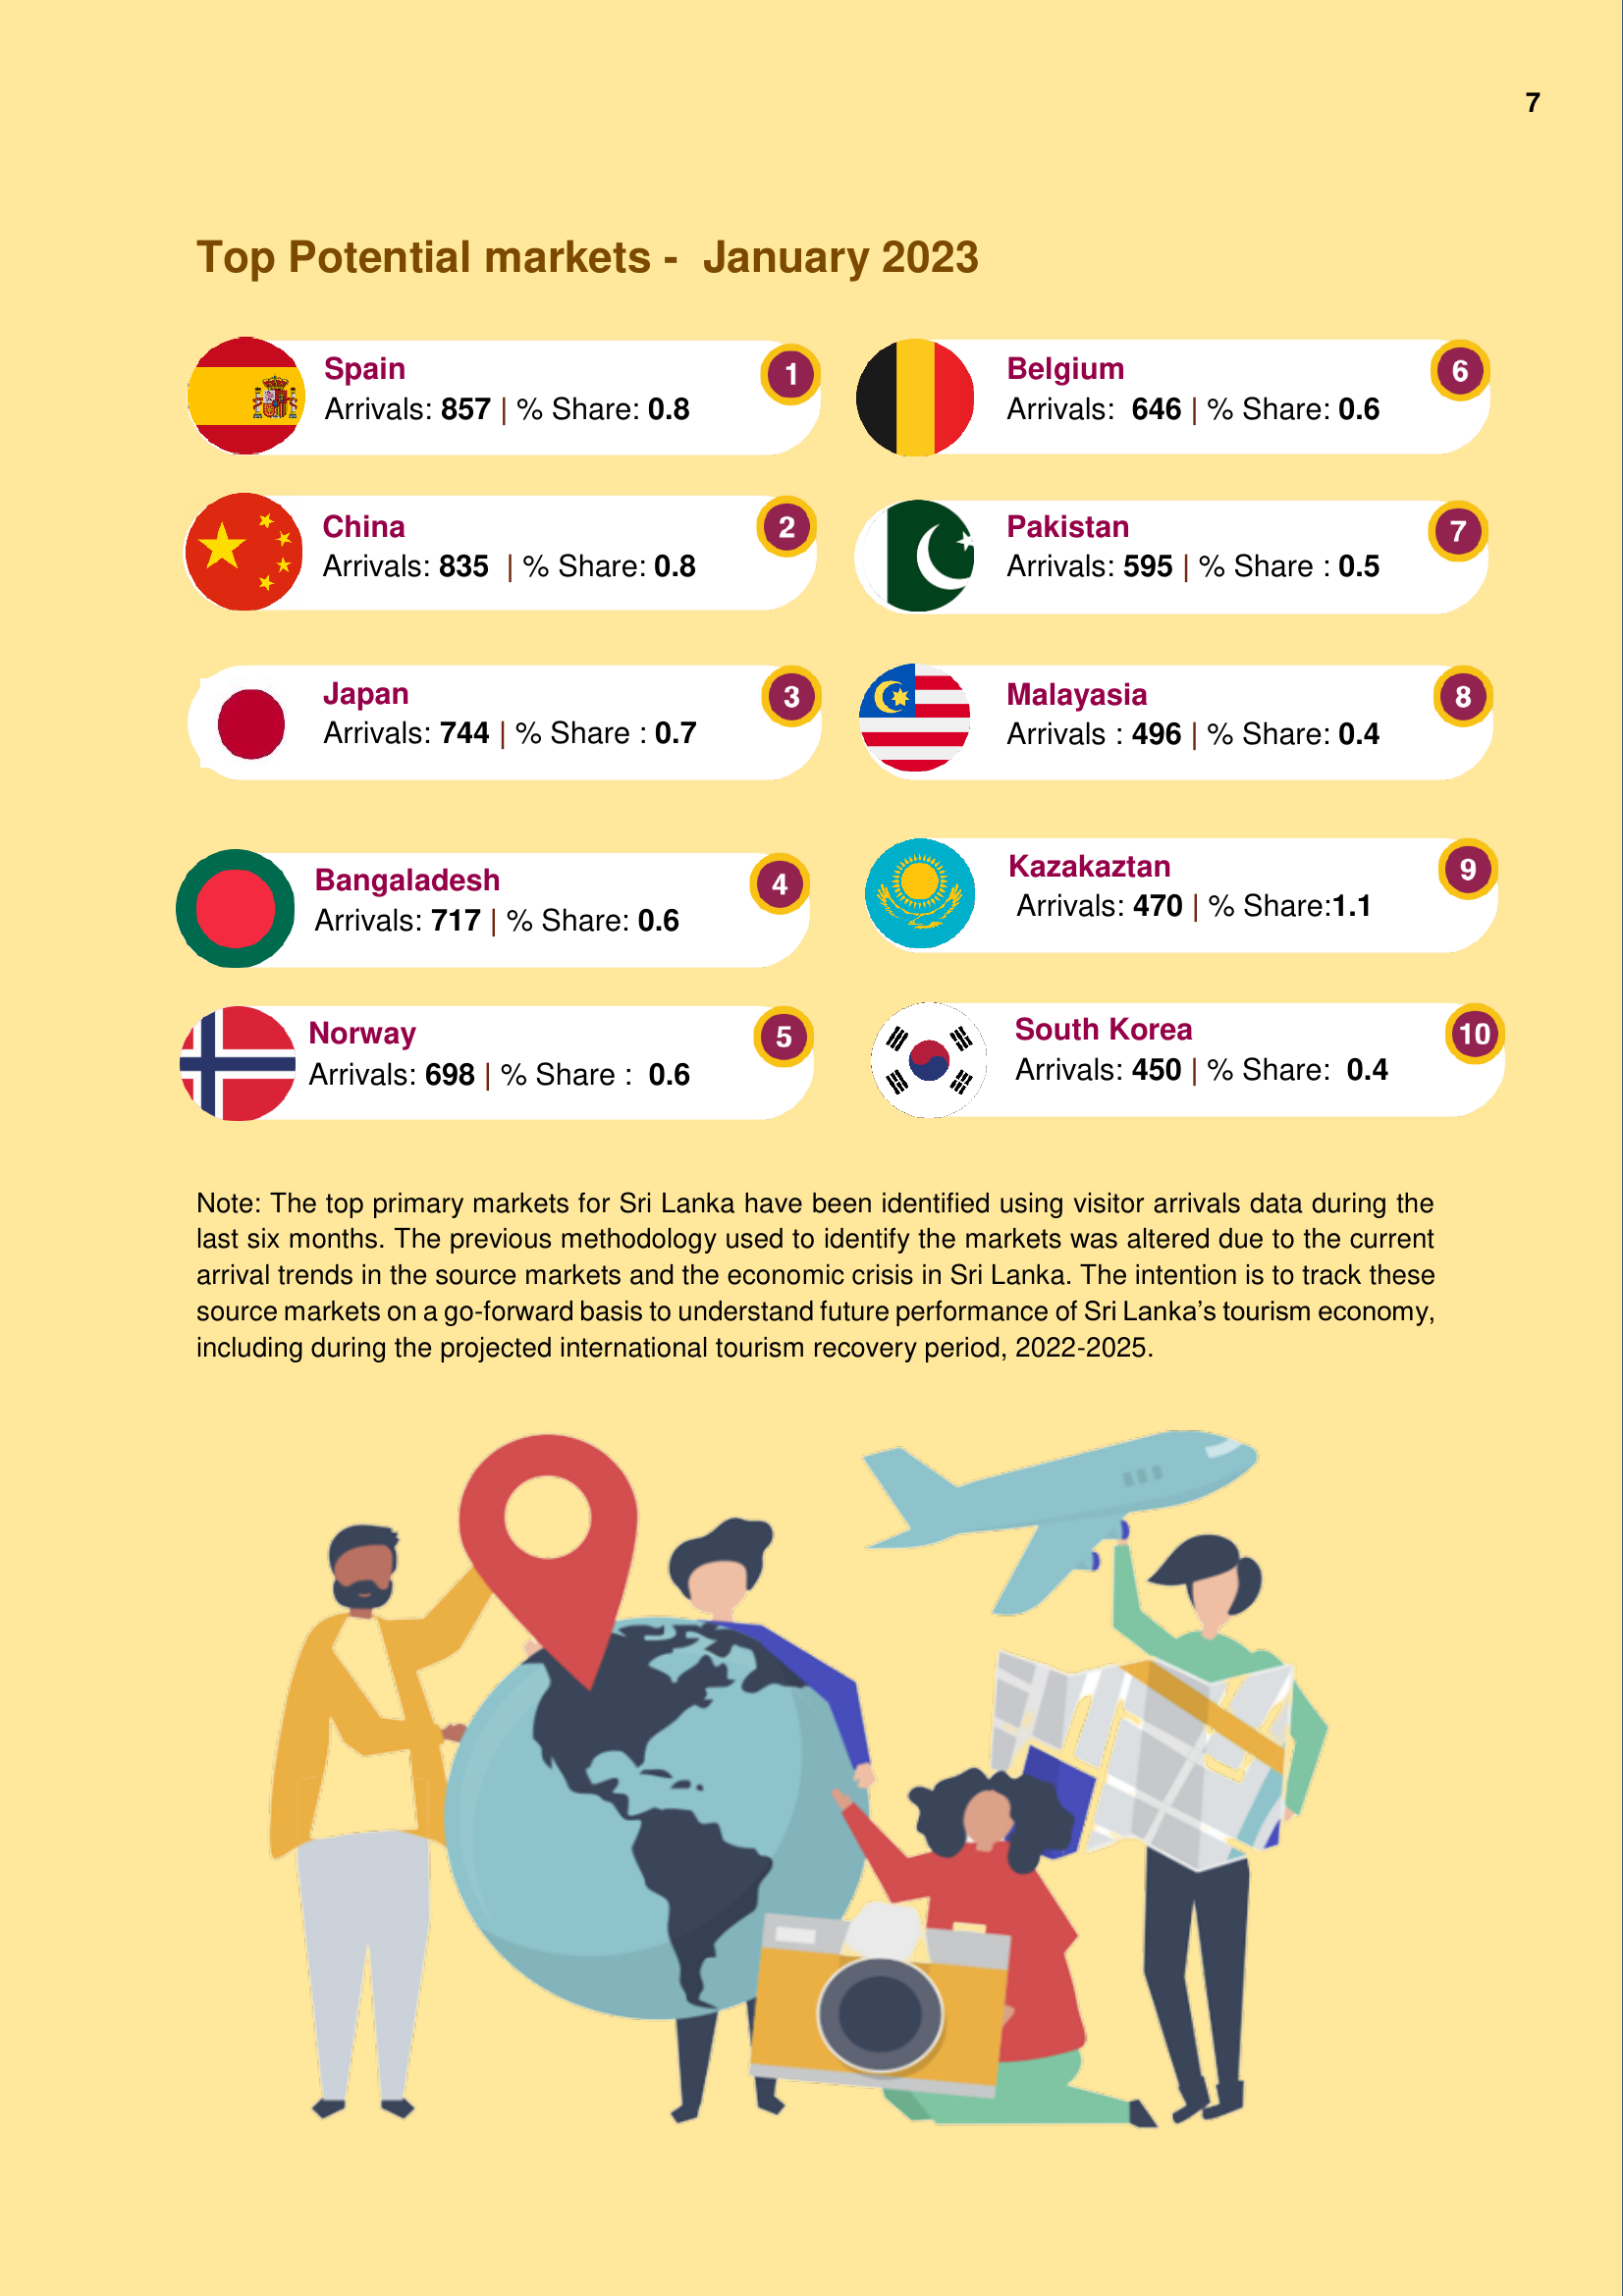 7
Top Potential markets - January 2023
Spain
Arrivals: 857 | % Share: 0.8
1
China
Arrivals: 835 | % Share: 0.8
2
Japan
Arrivals: 744 | % Share : 0.7
3
Bangaladesh
Arrivals: 717 | % Share: 0.6
4
Norway
Arrivals: 698 | % Share : 0.6
5
Belgium
Arrivals: 646 | % Share: 0.6
6
Pakistan
Arrivals: 595 | % Share : 0.5
7
Malayasia
Arrivals : 496 | % Share: 0.4
8
Kazakaztan
Arrivals: 470 | % Share:1.1
9
South Korea
Arrivals: 450 | % Share: 0.4
10
Note: The top primary markets for Sri Lanka have been identified using visitor arrivals data during the
last six months. The previous methodology used to identify the markets was altered due to the current
arrival trends in the source markets and the economic crisis in Sri Lanka. The intention is to track these
source markets on a go-forward basis to understand future performance of Sri Lanka’s tourism economy,
including during the projected international tourism recovery period, 2022-2025.